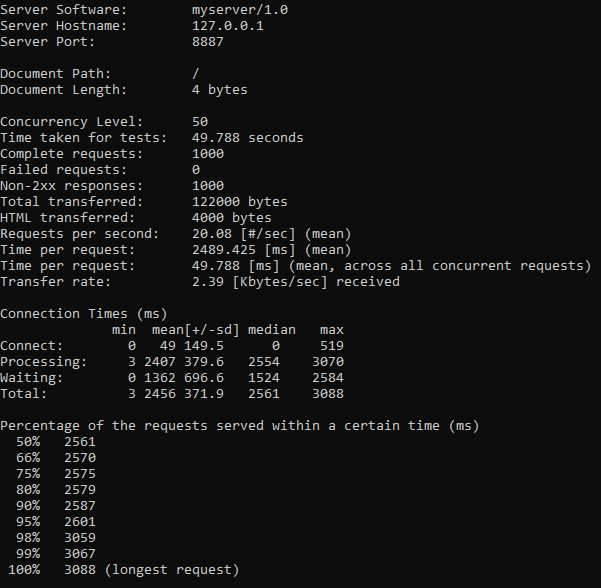 Server Software:        myserver/1.0
Server Hostname:        127.0.0.1
Server Port:            8887

Document Path:          /
Document Length:        4 bytes

Concurrency Level:      50
Time taken for tests:   49.788 seconds
Complete requests:      1000
Failed requests:        0
Non-2xx responses:      1000
Total transferred:      122000 bytes
HTML transferred:       4000 bytes
Requests per second:    20.08 [#/sec] (mean)
Time per request:       2489.425 [ms] (mean)
Time per request:       49.788 [ms] (mean, across all concurrent requests)
Transfer rate:          2.39 [Kbytes/sec] received

Connection Times (ms)
              min  mean[+/-sd] median   max
Connect:        0   49 149.5      0     519
Processing:     3 2407 379.6   2554    3070
Waiting:        0 1362 696.6   1524    2584
Total:          3 2456 371.9   2561    3088

Percentage of the requests served within a certain time (ms)
  50%   2561
  66%   2570
  75%   2575
  80%   2579
  90%   2587
  95%   2601
  98%   3059
  99%   3067
 100%   3088 (longest request)